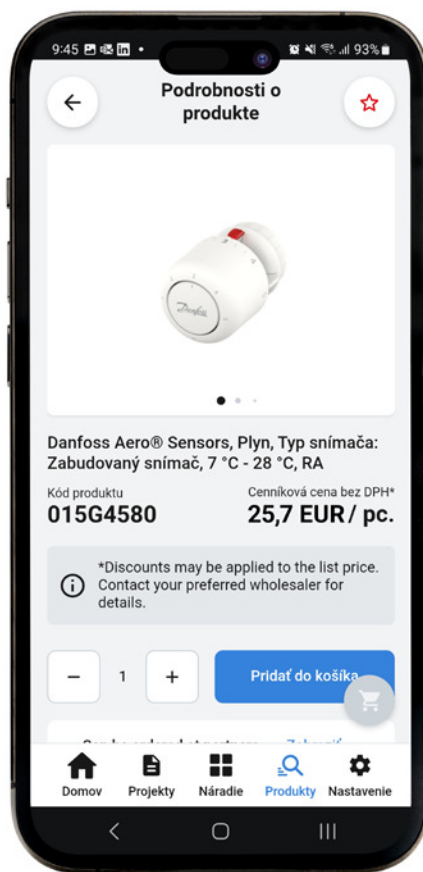 9:45
93%
Podrobnosti o
produkte
Danfoss
Danfoss Aero® Sensors, Plyn, Typ snímača:
Zabudovaný snímač, 7 °C - 28 °C, RA
Kód produktu
Cenníková cena bez DPH*
015G4580
25,7 EUR / pc.
*Discounts may be applied to the list price.
Contact your preferred wholesaler for
details.
1
Pridať do košíka
Domov
Projekty
Náradie
Produkty
Nastavenie